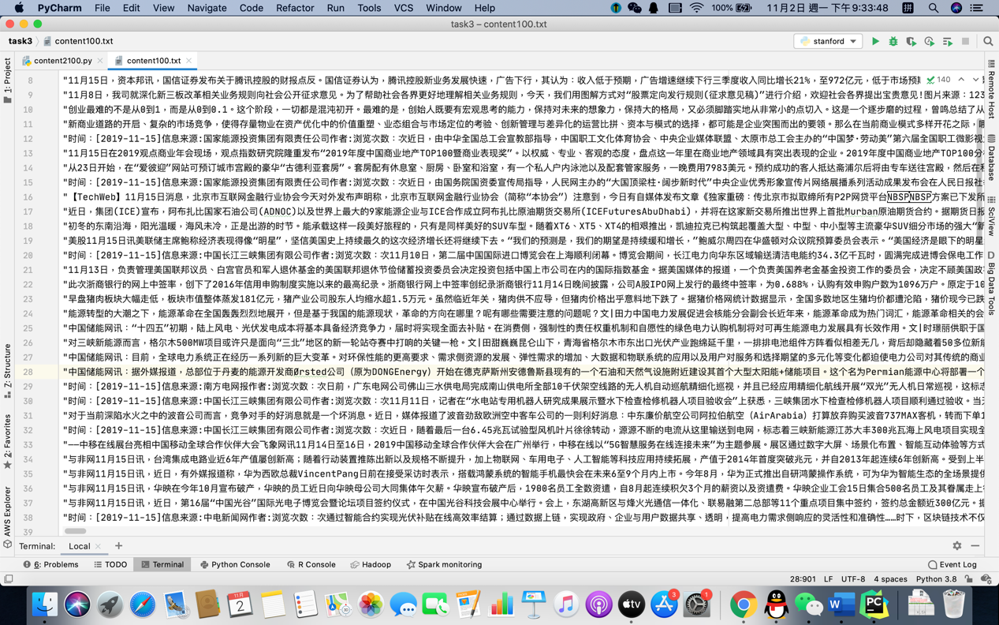 PyCharm File Edit View Navigate Code Refactor Run Tools VCS Window Help 100% 11月2日 週一 下午9:33:48 拼
task3 – content100.txt
task3 content100.txt stanford
content2100.py content100.txt
8 "11月15日，资本邦讯，国信证券发布关于腾讯控股的财报点反。国信证券认为，腾讯控股新业务发展快速，广告下行，其认为：收入低于预期，广告增速继续下行三季度收入同比增长21%，至972亿元，低于市场预期 140
9 "11月8日，我司就深化新三板改革相关业务规则向社会公开征求意见。为了帮助社会各界更好地理解相关业务规则，今天，我们用图解方式对“股票定向发行规则(征求意见稿)”进行介绍，欢迎社会各界提出宝贵意见!图片来源：123
10 "创业最难的不是从0到1，而是从0到0.1。这个阶段，一切都是混沌初开。最难的是，创始人既要有宏观思考的能力，保持对未来的想象力，保持大的格局，又必须脚踏实地从非常小的点切入。这是一个逐步磨的过程，曾鸣总结了从
11 "新商业道路的开启、复杂的市场竞争，使得存量物业在资产优化中的价值重塑、业态组合与市场定位的考验、创新管理与差异化的运营比拼、资本与模式的选择，都可能是企业突围而出的要领。那么在当前商业模式多样开花之际，
12 "时间：[2019-11-15]信息来源:国家能源投资集团有限责任公司作者:浏览次数：次近日，由中华全国总工会宣教部指导，中国职工文化体育协会、中央企业媒体联盟、太原市总工会主办的“中国梦·劳动美”第六届全国职工微影视
13 "11月15日在2019观点商业年会现场，观点指数研究院隆重发布“2019年度中国商业地产TOP100暨商业表现奖”。以权威、专业、客观的态度，盘点这一年里在商业地产领域具有突出表现的企业。2019年度中国商业地产TOP100分
14 "从23日开始，在“爱彼迎”网站可预订城市宫殿的豪华“古德利亚套房”。套房配有休息室、厨房、卧室和浴室，有一个私人户内泳池以及配套管家服务，一晚费用7983美元。预约成功的客人抵达斋浦尔后将由专车送往宫殿，然后在私
15 "时间：[2019-11-15]信息来源:国家能源投资集团有限责任公司作者:浏览次数：次近日，由国务院国资委宣传局指导，人民网主办的“大国顶梁柱·阔步新时代”中央企业优秀形象宣传片网络展播系列活动成果发布会在人民日报社
16 "【TechWeb】11月15日消息，北京市互联网金融行业协会今天对外发布声明称，北京市互联网金融行业协会（简称“本协会”）注意到，今日有自媒体发布文章《独家重磅：传北京市拟取缔所有P2P网贷平台NBSP NBSP方案已下发所
17 "近日，集团(ICE)宣布，阿布扎比国家石油公司(ADNOC)以及世界上最大的9家能源企业与ICE合作成立阿布扎比原油期货交易所(ICEFuturesAbuDhabi)，并将在这家新交易所推出世界上首批Murban原油期货合约。据期货日报
18 "初冬的东南沿海，阳光温暖，海风未冷，正是出游的时节。能承载这样一段美好旅程的，只有是同样美好的SUV车型。随着XT6、XT5、XT4的相艰推出，凯迪拉克已构筑起覆盖大型、中型、中小型等主流豪华SUV细分市场的强大“新
19 "美股11月15日讯美联储主席鲍称经济表现得像“明星”，坚信美国史上持续最久的这次经济增长还将继续下去。“我们的预测是，我们的期望是持续缓和增长，”鲍威尔周四在华盛顿对众议院预算委员会表示。“美国经济是眼下的明星
20 "时间：[2019-11-15]信息来源:中国长江三峡集团有限公司作者:浏览次数：次11月10日，第二届中国国际进口博览会在上海顺利闭幕。博览会期间，长江电力向华东区域输送清洁电能约34.3亿千瓦时，圆满完成进博会保电工作
21 "11月13日，负责管理美国联邦议员、白宫官员和军人退休基金的美国联邦退休节俭储蓄投资委员会决定投资包括中国上市公司在内的国际指数基金。据美国媒体的报道，一个负责美国养老金基金投资工作的委员会，决定不顾美国政
22 "此次浙商银行的网上中签率，创下了2016年信用申购制度实施以来的最高纪录。浙商银行网上中签率创纪录浙商银行11月14日晚间披露，公司A股IPO网上发行的最终中签率，为0.688%，认购有效申购户数为1096万户。原定于10
23 "早盘猪肉板块大幅走低，板块市值整体蒸发181亿元，猪产业公司股东人均缩水超1.5万元。虽然临近年关，猪肉供不应导，但猪肉价格出乎意料地下跌了。据猪价格网统计数据显示，全国多数地区生猪均价都遭沦陷，猪价现今已跌
24 "能源转型的大潮之下，能源革命在全国轰轰烈烈地展开，但是基于我国的能源现状，革命的方向在哪里？呢有哪些需要注意的问题呢？文|田力中国电力发展促进会核能分会副会长近年来，能源革命成为热门词汇，能源革命相关的会
25 "中国储能网讯：“十四五”初期，陆上风电、光伏发电成本将基本具备经济竞争力，届时将实现全面去补贴。在消费侧，强制性的责任权重机制和自愿性的绿色电力认购机制将对可再生能源电力发展具有长效作用。文|时璟丽供职于国
26 "对三峡新能源而言，格尔木500MW项目或许只是面向“三北”地区的新一轮站夺赛中打响的关键一枪。文|田甜巍巍昆仑山下，青海省格尔木市东出口光伏产业跑绵延千里，一排排电池组件方阵看似相差无几，背后却隐藏着50多位新能
27 "中国储能网讯：目前，全球电力系统正在经历一系列新的巨大变革。对环保性能的更高要求、需求侧资源的发展、弹性需求的增加、大数据和物联系统的应用以及用户对服务和选择期望的多元化等变化都迫使电力公司对其传统的商业
28 "中国储能网讯：据外媒报道，总部位于丹麦的能源开发商Ørsted公司（原为DONGEnergy）开始在德克萨斯州安德鲁斯县现有的一个石油和天然气设施附近建设其首个大型太阳能+储能项目。这个名为Permian能源中心将部署一个
29 "时间：[2019-11-15]信息来源:南方电网报作者:浏览次数：次日前，广东电网公司佛山三水供电局完成南山供电所全部10千伏架空线路的无人机自动巡航精细化巡视，并且已经应用精细化航线开展“双光”无人机日常巡视，这标志
30 "时间：[2019-11-15]信息来源:中国长江三峡集团有限公司作者:浏览次数：次11月11日，记者在“水电站专用机器人研究成果展示暨水下检查检修机器人项目验收会”上获悉，三峡集团水下检查检修机器人项目顺利通过验收。当天
31 "对于当前深陷水火之中的波音公司而言，竞争对手的好消息就是一个坏消息。近日，媒体报道了波音劲敌欧洲空中客车公司的一则利好消息：中东廉价航空公司阿拉伯航空（AirArabia）打算放弃购买波音737MAX客机，转而下单1
32 "时间：[2019-11-15]信息来源:中国长江三峡集团有限公司作者:浏览次数：次近日，随着最后一台6.45兆瓦试验型风机叶片徐徐转动，源源不断的电流从这里输送到电网，标志着三峡新能源江苏大丰300兆瓦海上风电项目实现全
33 "——中移在线展台亮相中国移动全球合作伙伴大会飞象网讯11月14日至16日，2019中国移动全球合作伙伴大会在广州举行，中移在线以“5G智慧服务在线连接未来”为主题参展。展区通过数字大屏、场景化布置、智能互动体验等方式
34 "与非网11月15日讯，台湾集成电路业近6年产值屡创新高；随着行动装置推陈出新以及规格不断提升，加上物联网、车用电子、人工智能等科技应用持续拓展，产值于2014年首度突破兆元，并自2013年起连续6年创新高。受到上半
35 "与非网11月15日讯，近日，有外媒报道称，华为西欧总裁VincentPang日前在接受采访时表示，搭载鸿蒙系统的智能手机最快会在未来6至9个月内上市。今年8月，华为正式推出自研鸿蒙操作系统，可为华为智能生态的全场景提供
36 "与非网11月15日讯，华映在今年10月宣布破产，华映的员工近日向华映母公司大同集体午欠薪。华映宣布破产后，1900名员工全数资遣，自8月起连续积欠3个月的薪资以及资遣费。华映企业工会15日集合500名员工及其眷属走上街
37 "与非网11月15日讯，近日，第16届“中国光谷”国际光电子博览会暨论坛项目签约仪式，在中国光谷科技会展中心举行。会上，东湖高新区与烽火光通信一体化、联易融第二总部等11个重点项目集中签约，签约总金额近300亿元。据
38 "时间：[2019-11-15]信息来源:中电新闻网作者:浏览次数：次通过智能合约实现光伏补贴在线高效率结算；通过数据上链，实现政府、企业与用户数据共享、透明，提高电力需求侧响应的灵活性和准确性……时下，区块链技术不仅
39
1: Project
Z: Structure
2: Favorites
AWS Explorer
Remote Host
Database
SciView
Big Data Tools
Terminal: Local
6: Problems TODO Terminal Python Console R Console Hadoop Spark monitoring Event Log
28:901 LF UTF-8 4 spaces Python 3.8
11月 2 3 1 tv W PC